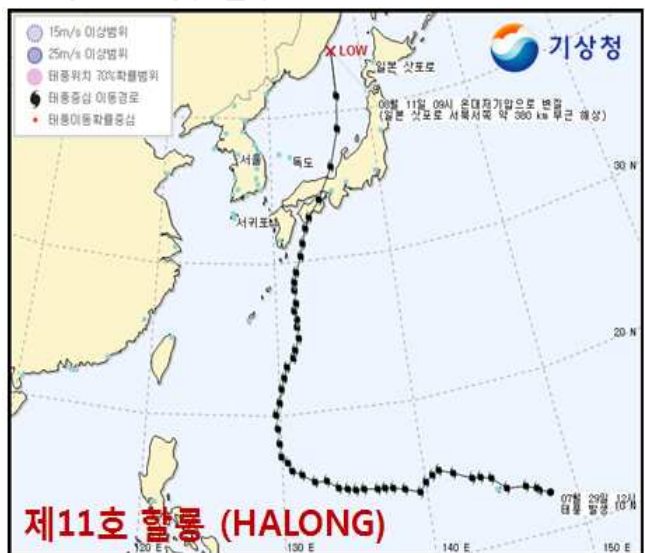 15m/s 이상범위
25m/s 이상범위
태풍위치 70%확률범위
태풍중심 이동경로
태풍이동확률중심
기상청
LOW
일본 삿포로
08월 11일 09시 온대저기압으로 변질
(일본 삿포로 서북서쪽 약 380 km 부근 해상)
서울
독도
서귀포
30 N
20 N
07월 29일 12시
태풍 발생
10 N
제11호 할롱 (HALONG)
120 E
130 E
140 E
150 E